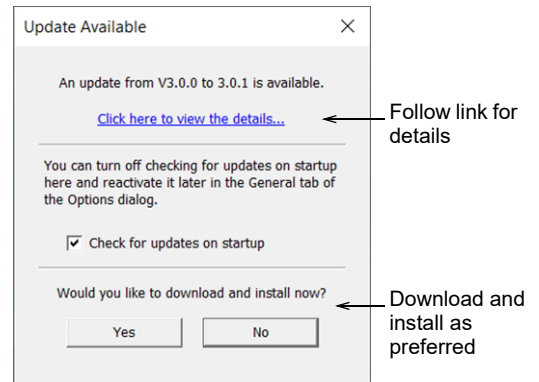 Update Available
An update from V3.0.0 to 3.0.1 is available.
Click here to view the details...
Follow link for
details
You can turn off checking for updates on startup
here and reactivate it later in the General tab of
the Options dialog.
Check for updates on startup
Would you like to download and install now?
Yes No
Download and
install as
preferred